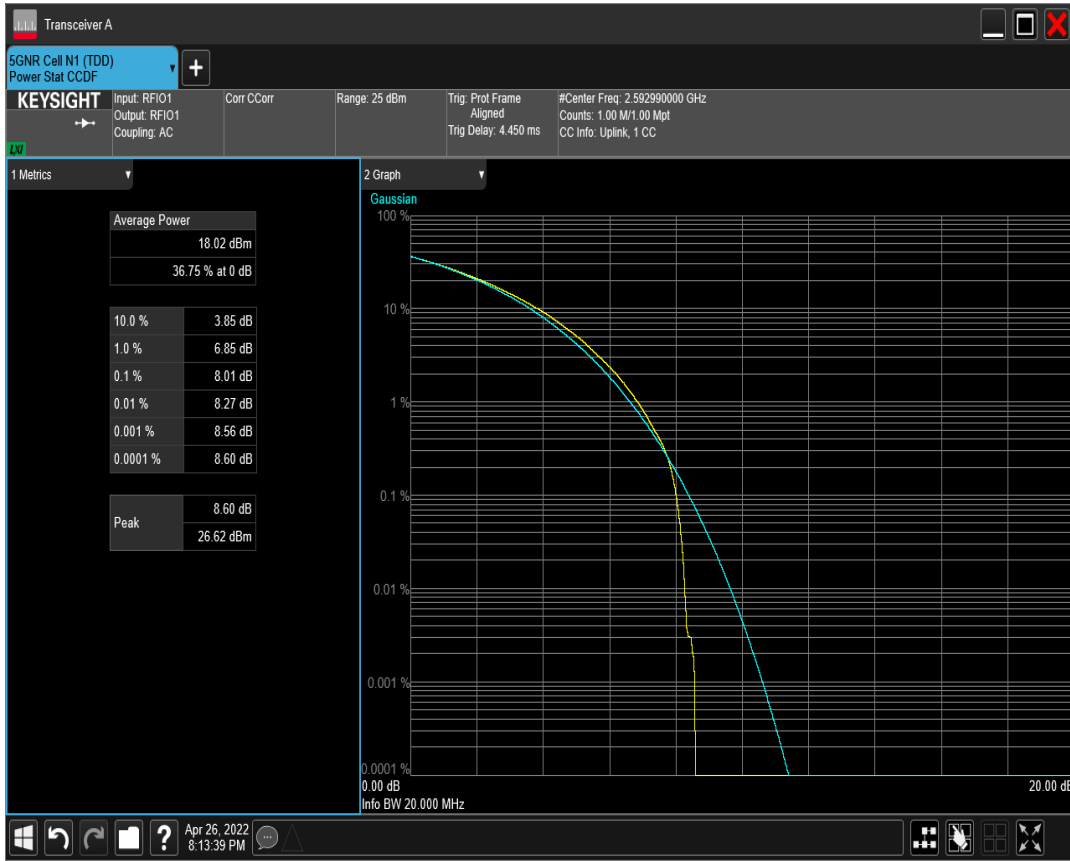 Transceiver A
5GNR Cell N1 (TDD)
Power Stat CCDF
+
KEYSIGHT
LXI
Input: RFIO1
Output: RFIO1
Coupling: AC
Corr CCorr
Range: 25 dBm
Trig: Prot Frame
Aligned
Trig Delay: 4.450 ms
#Center Freq: 2.592990000 GHz
Counts: 1.00 M/1.00 Mpt
CC Info: Uplink, 1 CC
1 Metrics
Average Power
18.02 dBm
36.75 % at 0 dB
10.0 % 3.85 dB
1.0 % 6.85 dB
0.1 % 8.01 dB
0.01 % 8.27 dB
0.001 % 8.56 dB
0.0001 % 8.60 dB
Peak
8.60 dB
26.62 dBm
2 Graph
Gaussian
100 %
10 %
1 %
0.1 %
0.01 %
0.001 %
0.0001 %
0.00 dB 20.00 dB
Info BW 20.000 MHz
?
Apr 26, 2022
8:13:39 PM